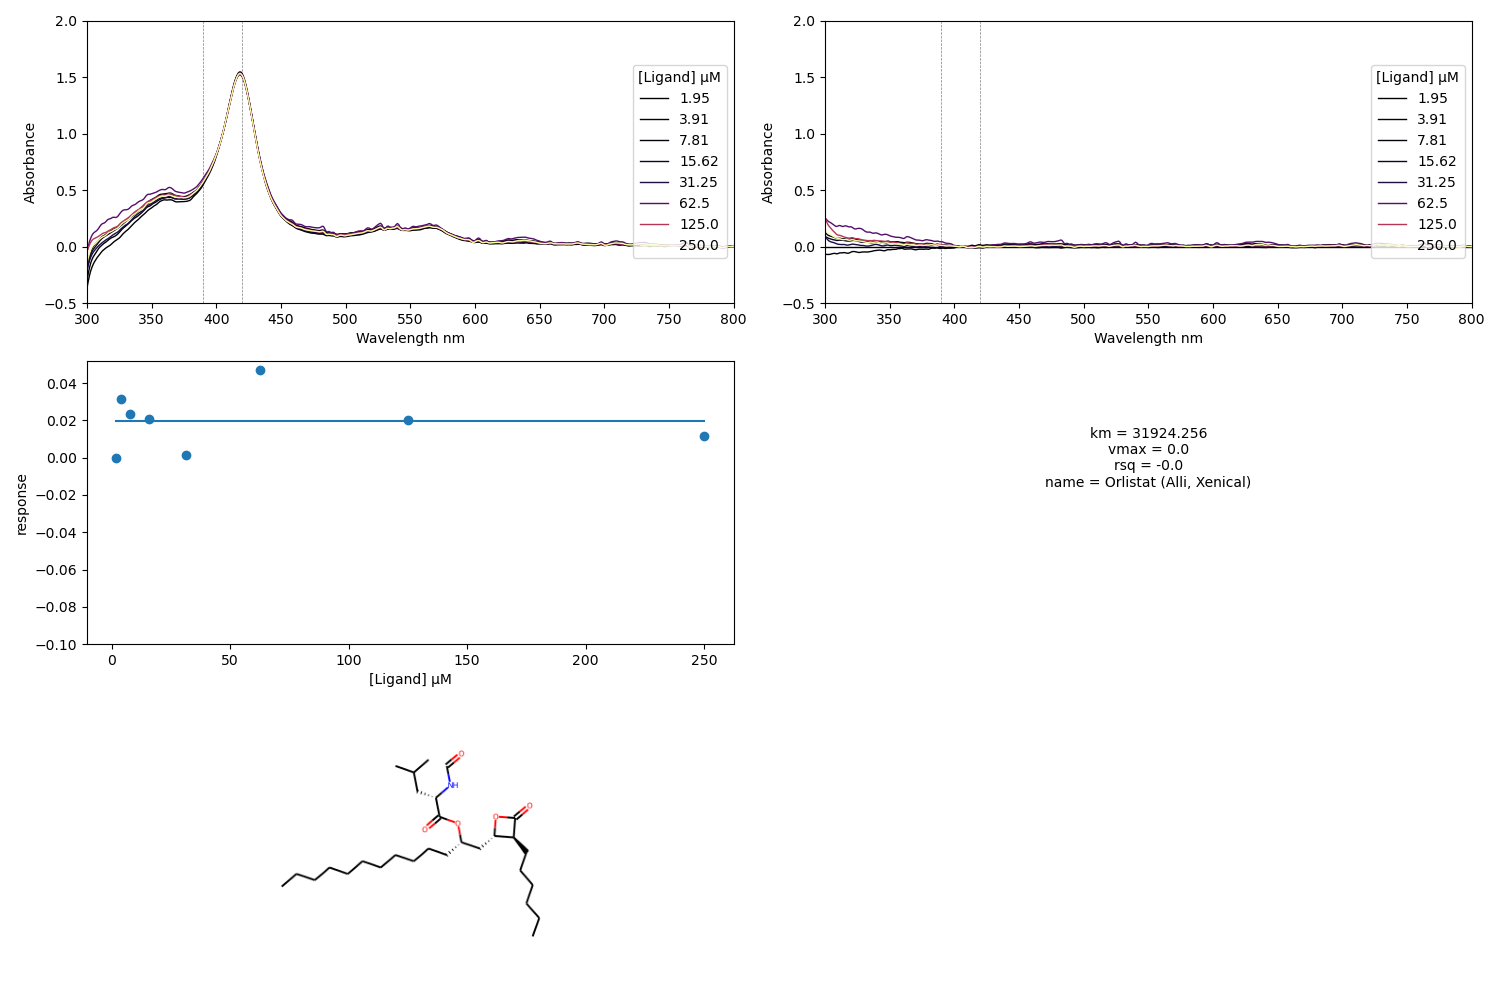 2.0
1.5
1.0
0.5
0.0
−0.5
Absorbance
300 350 400 450 500 550 600 650 700 750 800
Wavelength nm
[Ligand] μM
1.95
3.91
7.81
15.62
31.25
62.5
125.0
250.0
2.0
1.5
1.0
0.5
0.0
−0.5
Absorbance
300 350 400 450 500 550 600 650 700 750 800
Wavelength nm
[Ligand] μM
1.95
3.91
7.81
15.62
31.25
62.5
125.0
250.0
0.04
0.02
0.00
−0.02
−0.04
−0.06
−0.08
−0.10
response
0 50 100 150 200 250
[Ligand] μM
km = 31924.256
vmax = 0.0
rsq = -0.0
name = Orlistat (Alli, Xenical)
O
NH
O
O
O
O